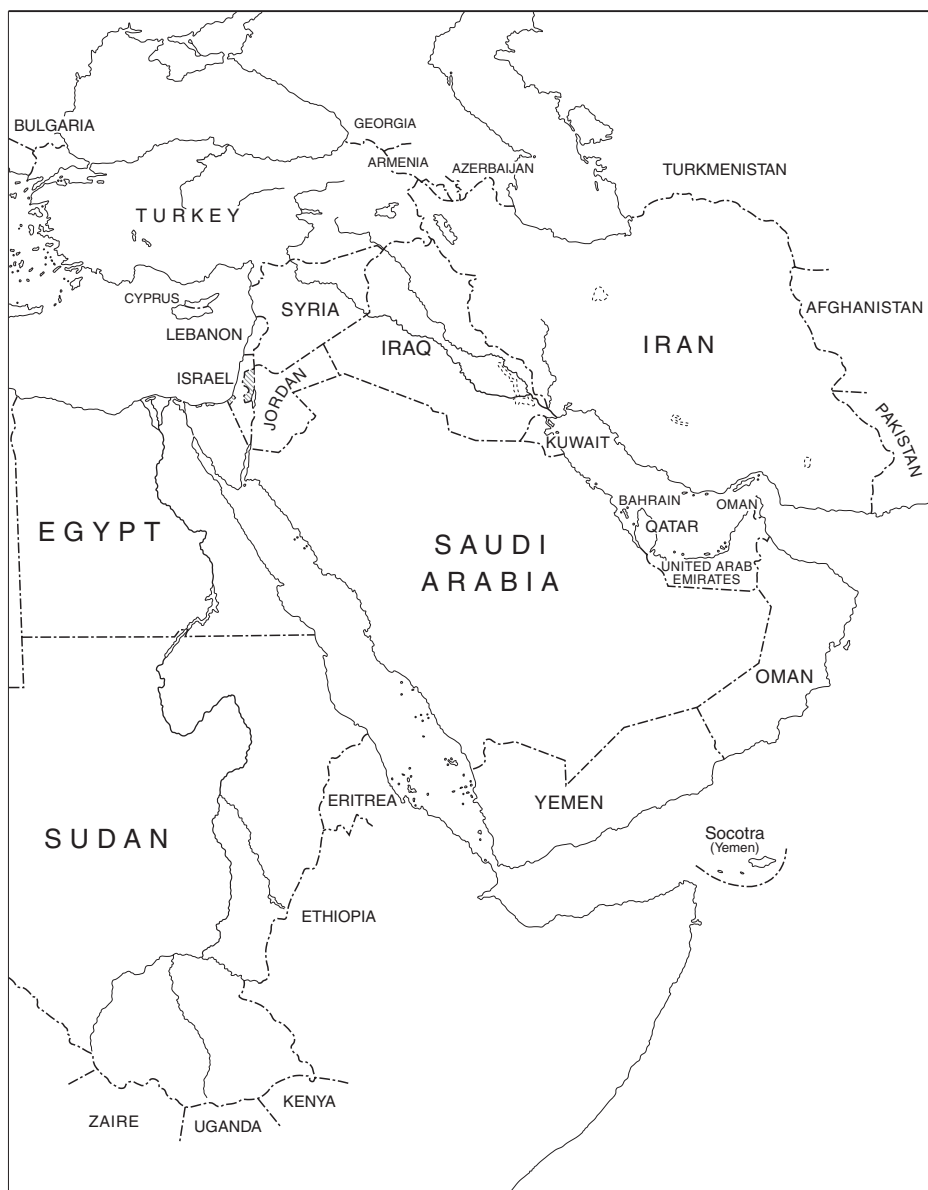 BULGARIA
GEORGIA
ARMENIA
AZERBAIJAN
TURKMENISTAN
TURKEY
CYPRUS
SYRIA
AFGHANISTAN
LEBANON
IRAQ
IRAN
ISRAEL
JORDAN
PAKISTAN
KUWAIT
BAHRAIN
OMAN
EGYPT
QATAR
SAUDI
ARABIA
UNITED ARAB
EMIRATES
OMAN
ERITREA
YEMEN
SUDAN
Socotra
(Yemen)
ETHIOPIA
KENYA
ZAIRE
UGANDA